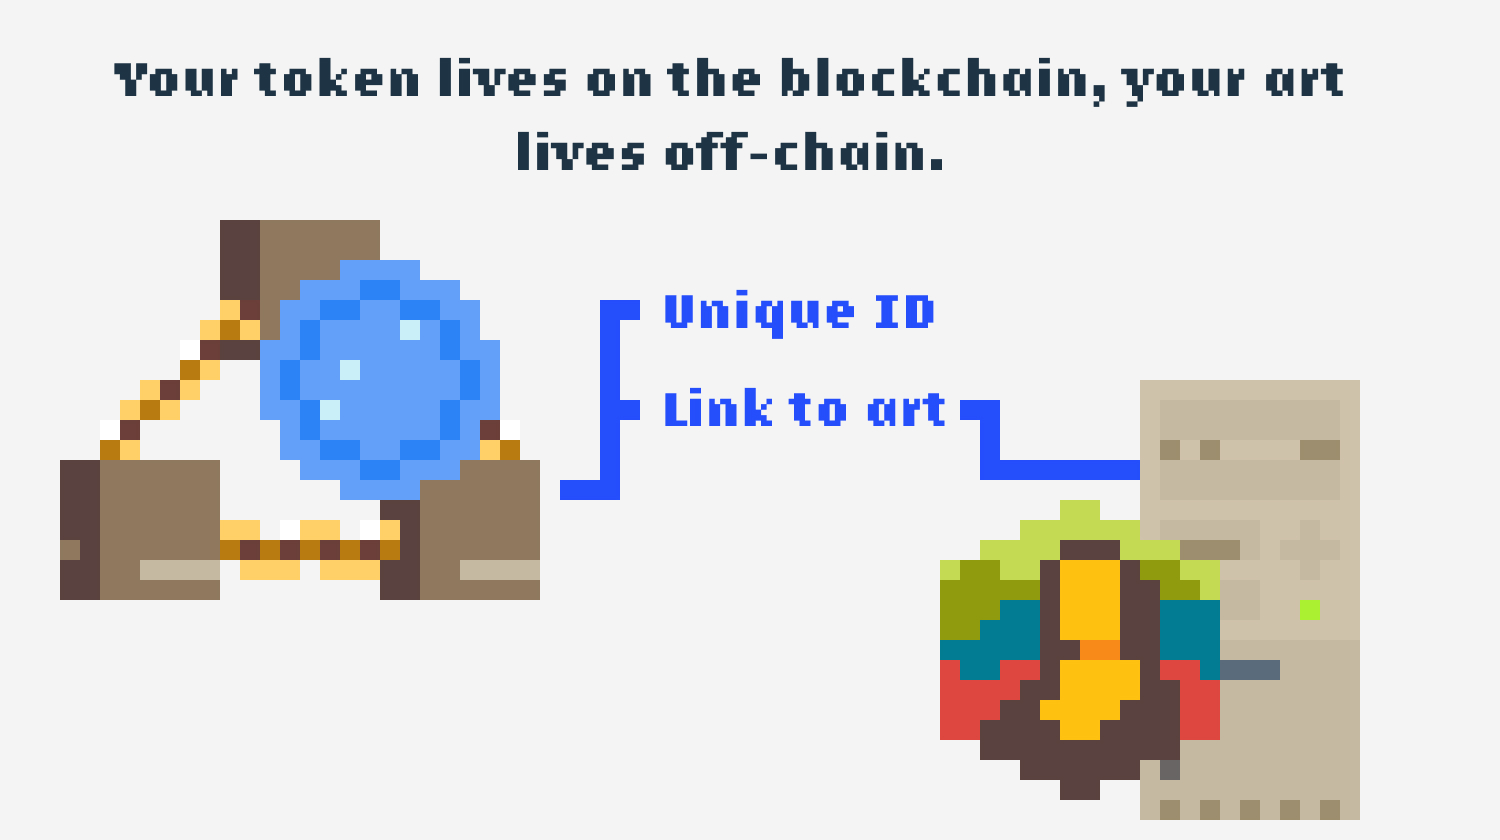 Your token lives on the blockchain, your art
lives off-chain.
Unique ID
Link to art